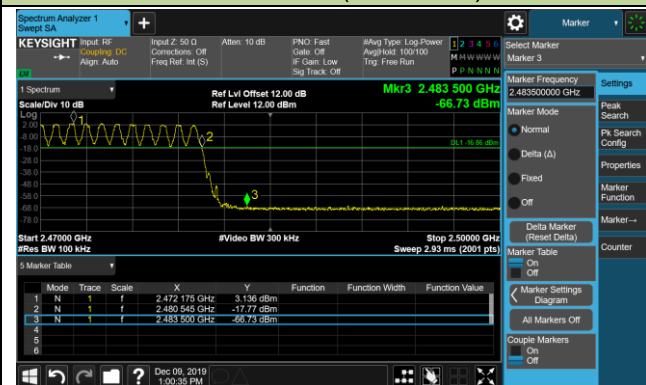 Spectrum Analyzer 1
Swept SA
Marker
KEYSIGHT
Input: RF
Coupling: DC
Align: Auto
Input Z: 50 Ω
Corrections: Off
Freq Ref: Int (S)
Atten: 10 dB
PNO: Fast
Gate: Off
IF Gain: Low
Sig Track: Off
#Avg Type: Log-Power
Avg|Hold: 100/100
Trig: Free Run
1 2 3 4 5 6
M W W W W W
P P N N N N
LXI
1 Spectrum
Scale/Div 10 dB
Ref Lvl Offset 12.00 dB
Ref Level 12.00 dBm
Mkr3 2.483 500 GHz
-66.73 dBm
Log
2.00
-8.00
-18.0
-28.0
-38.0
-48.0
-58.0
-68.0
-78.0
1
2
3
DL1 -16.86 dBm
Start 2.47000 GHz
#Res BW 100 kHz
#Video BW 300 kHz
Stop 2.50000 GHz
Sweep 2.93 ms (2001 pts)
5 Marker Table
Mode Trace Scale X Y Function Function Width Function Value
1 N 1 f 2.472 175 GHz 3.136 dBm
2 N 1 f 2.480 545 GHz -17.77 dBm
3 N 1 f 2.483 500 GHz -66.73 dBm
4
5
6
Dec 09, 2019
1:00:35 PM
Select Marker
Marker 3
Marker Frequency
2.483500000 GHz
Marker Mode
Normal
Delta (Δ)
Fixed
Off
Delta Marker
(Reset Delta)
Marker Table
On
Off
Marker Settings
Diagram
All Markers Off
Couple Markers
On
Off
Settings
Peak
Search
Pk Search
Config
Properties
Marker
Function
Marker→
Counter